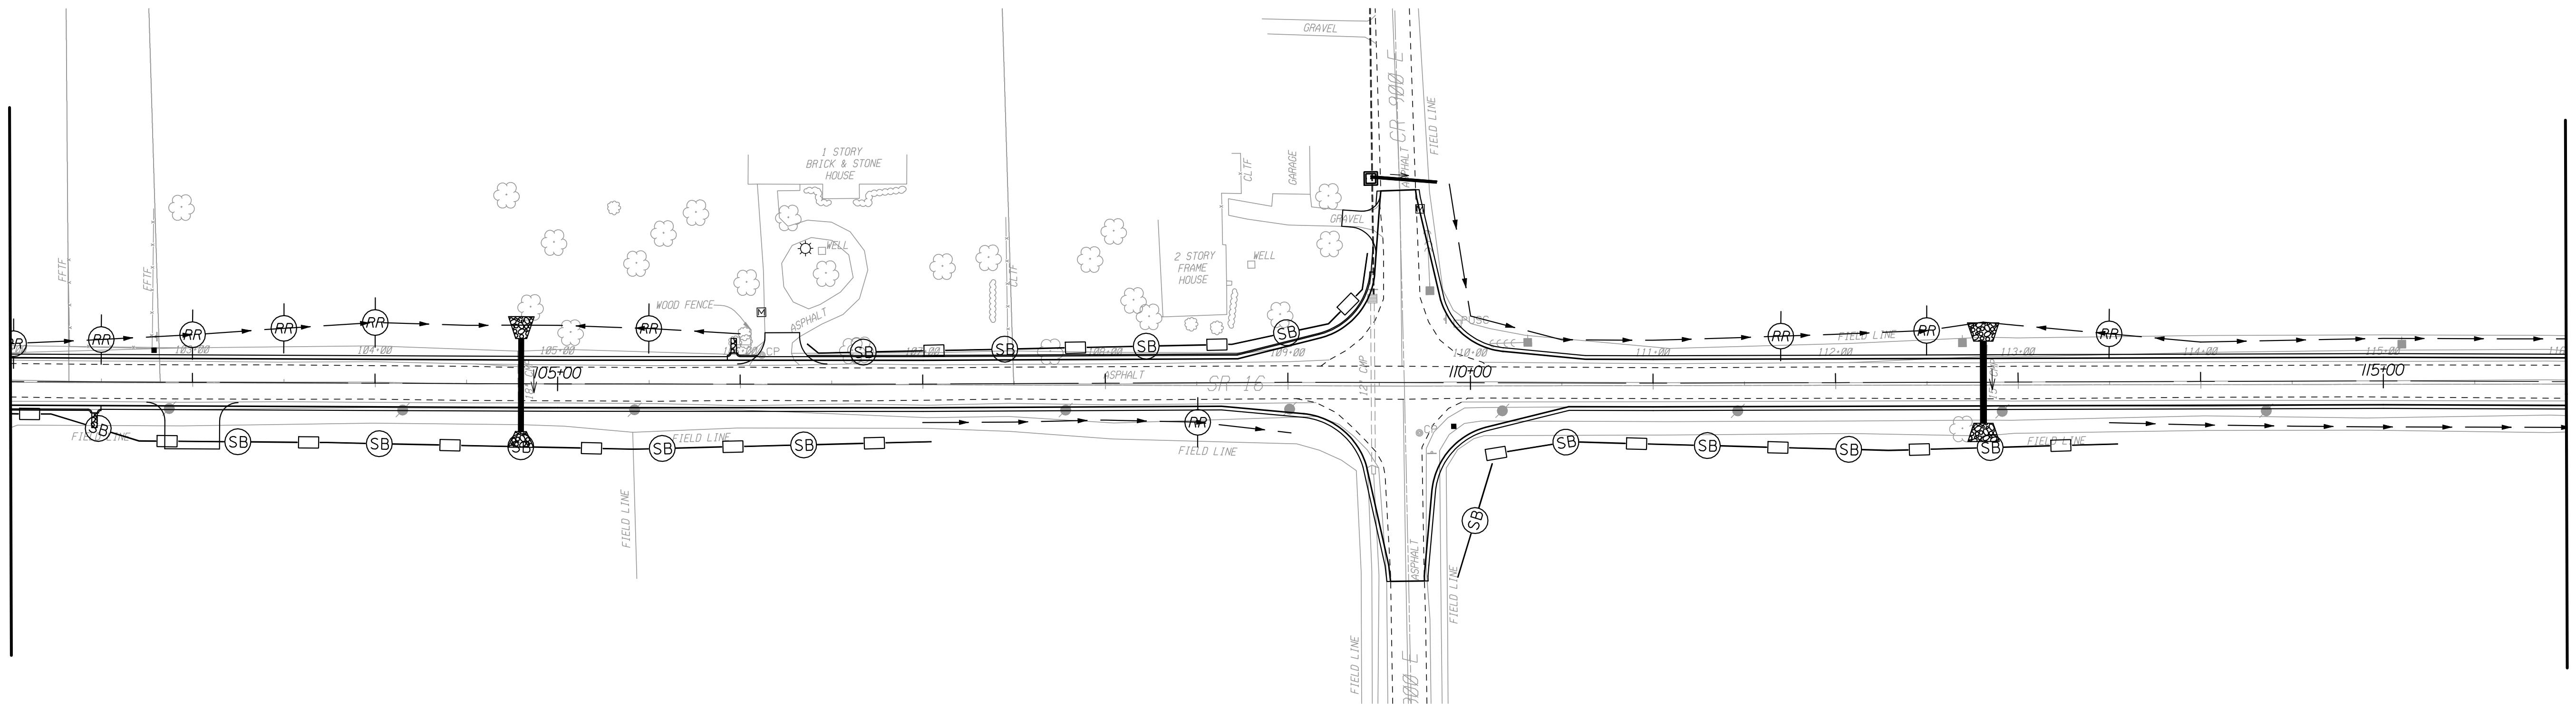 GRAVEL
CR 900 E
FIELD LINE
ASPHALT
1 STORY
BRICK & STONE
HOUSE
CLTF
GARAGE
GRAVEL
M
WELL
2 STORY
FRAME
HOUSE
WELL
FFTF
FFTF
CLTF
WOOD FENCE
M
ASPHALT
RR
RR
RR
RR
RR
RR
SB
SB
SB
SB
RR
RR
RR
FIELD LINE
103+00
104+00
105+00
107+00
108+00
109+00
110+00
111+00
112+00
113+00
114+00
115+00
105+00
110+00
115+00
ASPHALT
SR 16
12" CMP
SB
SB
SB
SB
SB
SB
RR
SB
SB
SB
SB
SB
FIELD LINE
FIELD LINE
FIELD LINE
FIELD LINE
FIELD LINE
ASPHALT
FIELD LINE
FIELD LINE
900 E